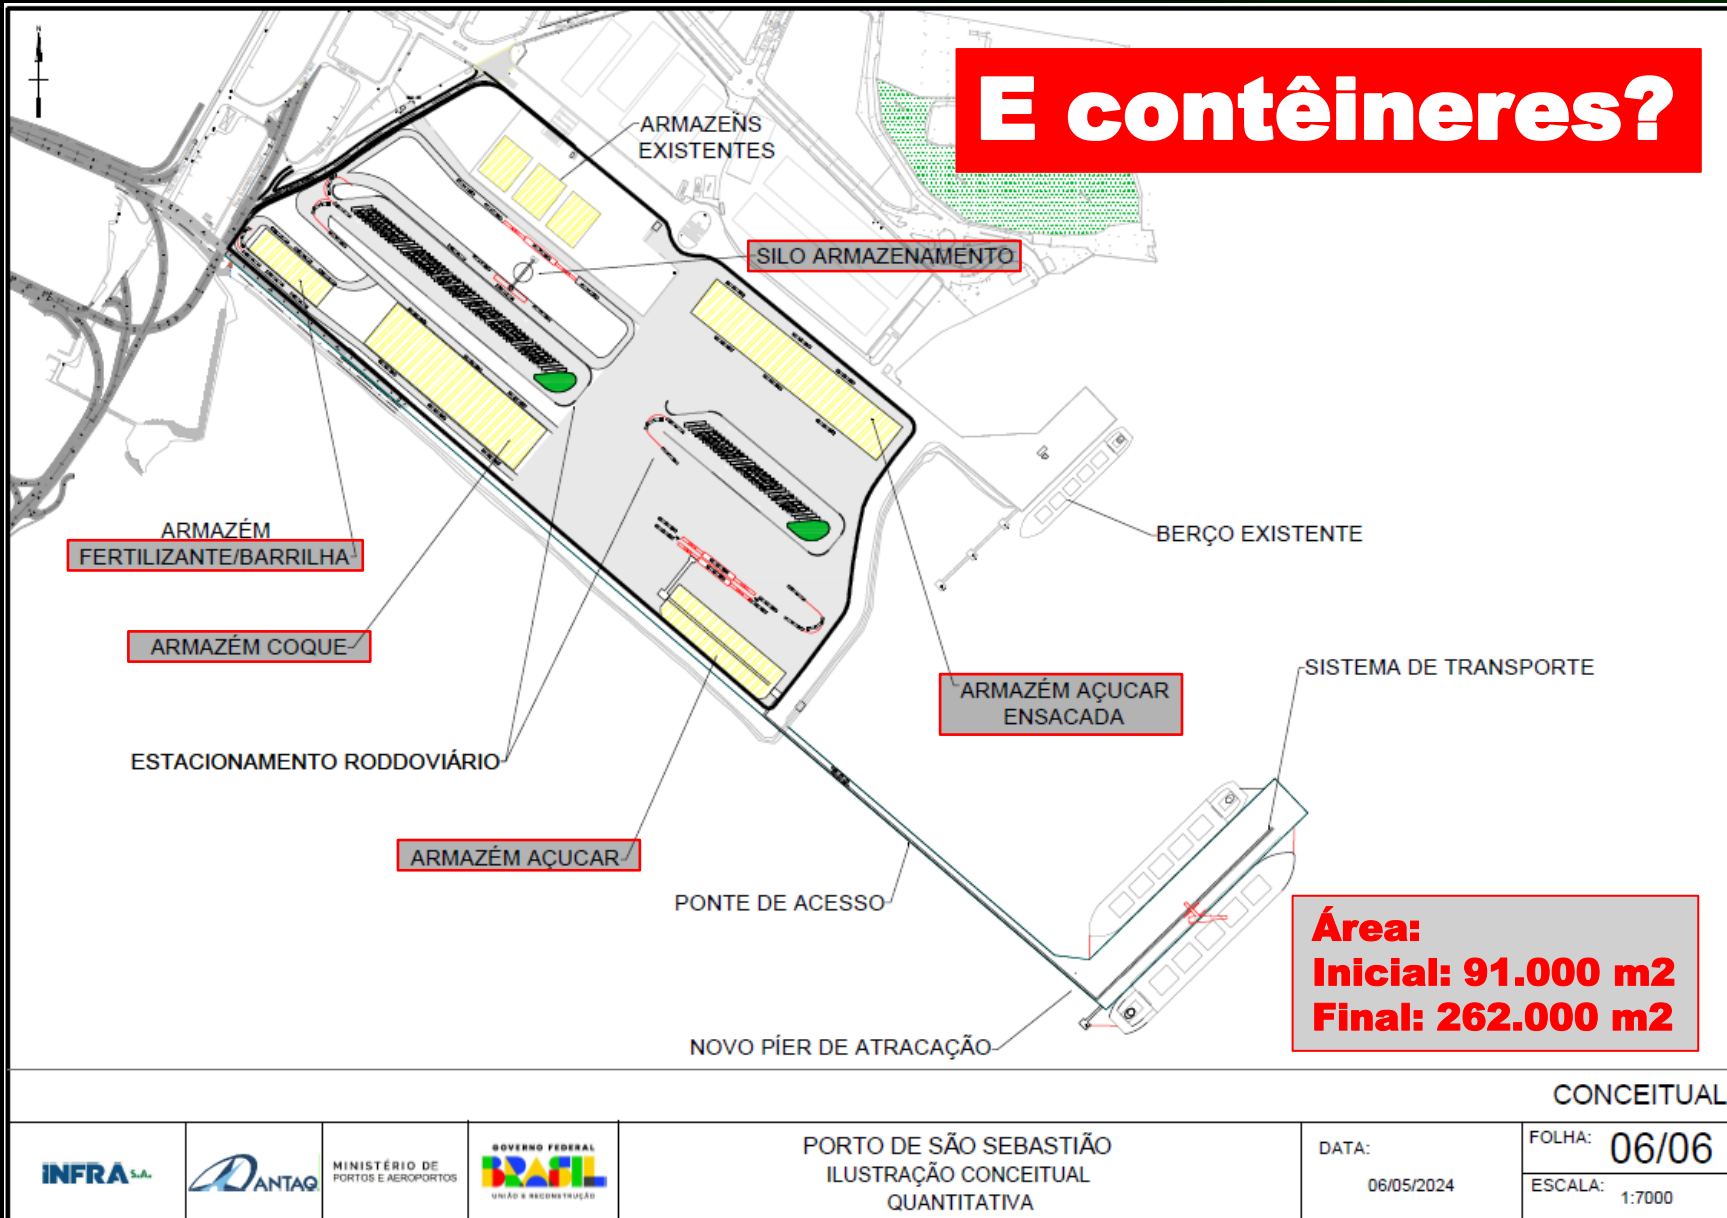 N
E contêineres?
ARMAZENS
EXISTENTES
SILO ARMAZENAMENTO
ARMAZÉM
FERTILIZANTE/BARRILHA
BERÇO EXISTENTE
ARMAZÉM COQUE
SISTEMA DE TRANSPORTE
ARMAZÉM AÇUCAR
ENSACADA
ESTACIONAMENTO RODDOVIÁRIO
ARMAZÉM AÇUCAR
PONTE DE ACESSO
Área:
Inicial: 91.000 m2
Final: 262.000 m2
NOVO PÍER DE ATRACAÇÃO
CONCEITUAL
INFRA S.A.
ANTAQ
MINISTÉRIO DE
PORTOS E AEROPORTOS
GOVERNO FEDERAL
BRASIL
UNIÃO E RECONSTRUÇÃO
PORTO DE SÃO SEBASTIÃO
ILUSTRAÇÃO CONCEITUAL
QUANTITATIVA
DATA:
06/05/2024
FOLHA: 06/06
ESCALA: 1:7000